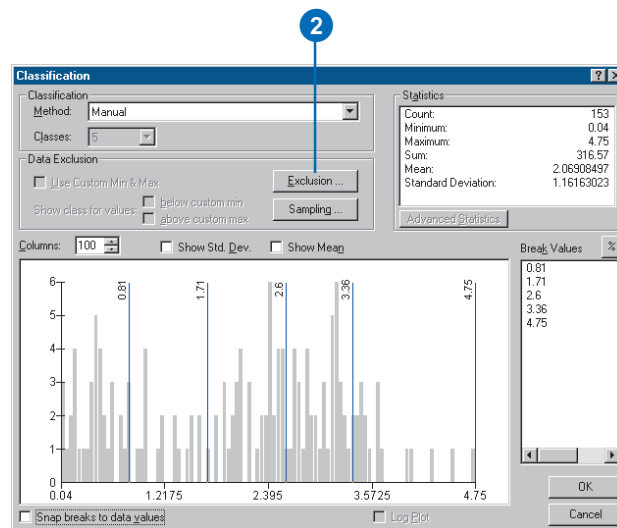 2
Classification
? X
Classification
Method: Manual
Classes: 5
Data Exclusion
Use Custom Min & Max
Show class for values:
below custom min
above custom max
Exclusion ...
Sampling ...
Statistics
Count: 153
Minimum: 0.04
Maximum: 4.75
Sum: 316.57
Mean: 2.06908497
Standard Deviation: 1.16163023
Advanced Statistics
Columns: 100
Show Std. Dev.
Show Mean
Break Values %
0.81
1.71
2.6
3.36
4.75
0.81
1.71
2.6
3.36
4.75
6
5
4
3
2
1
0
0.04 1.2175 2.395 3.5725 4.75
Snap breaks to data values
Log Plot
OK
Cancel